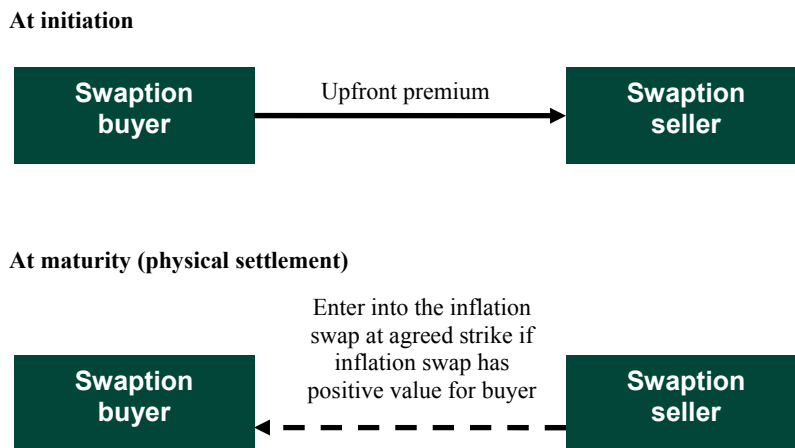 At initiation
Swaption
buyer
Upfront premium
Swaption
seller
At maturity (physical settlement)
Enter into the inflation
swap at agreed strike if
inflation swap has
positive value for buyer
Swaption
buyer
Swaption
seller